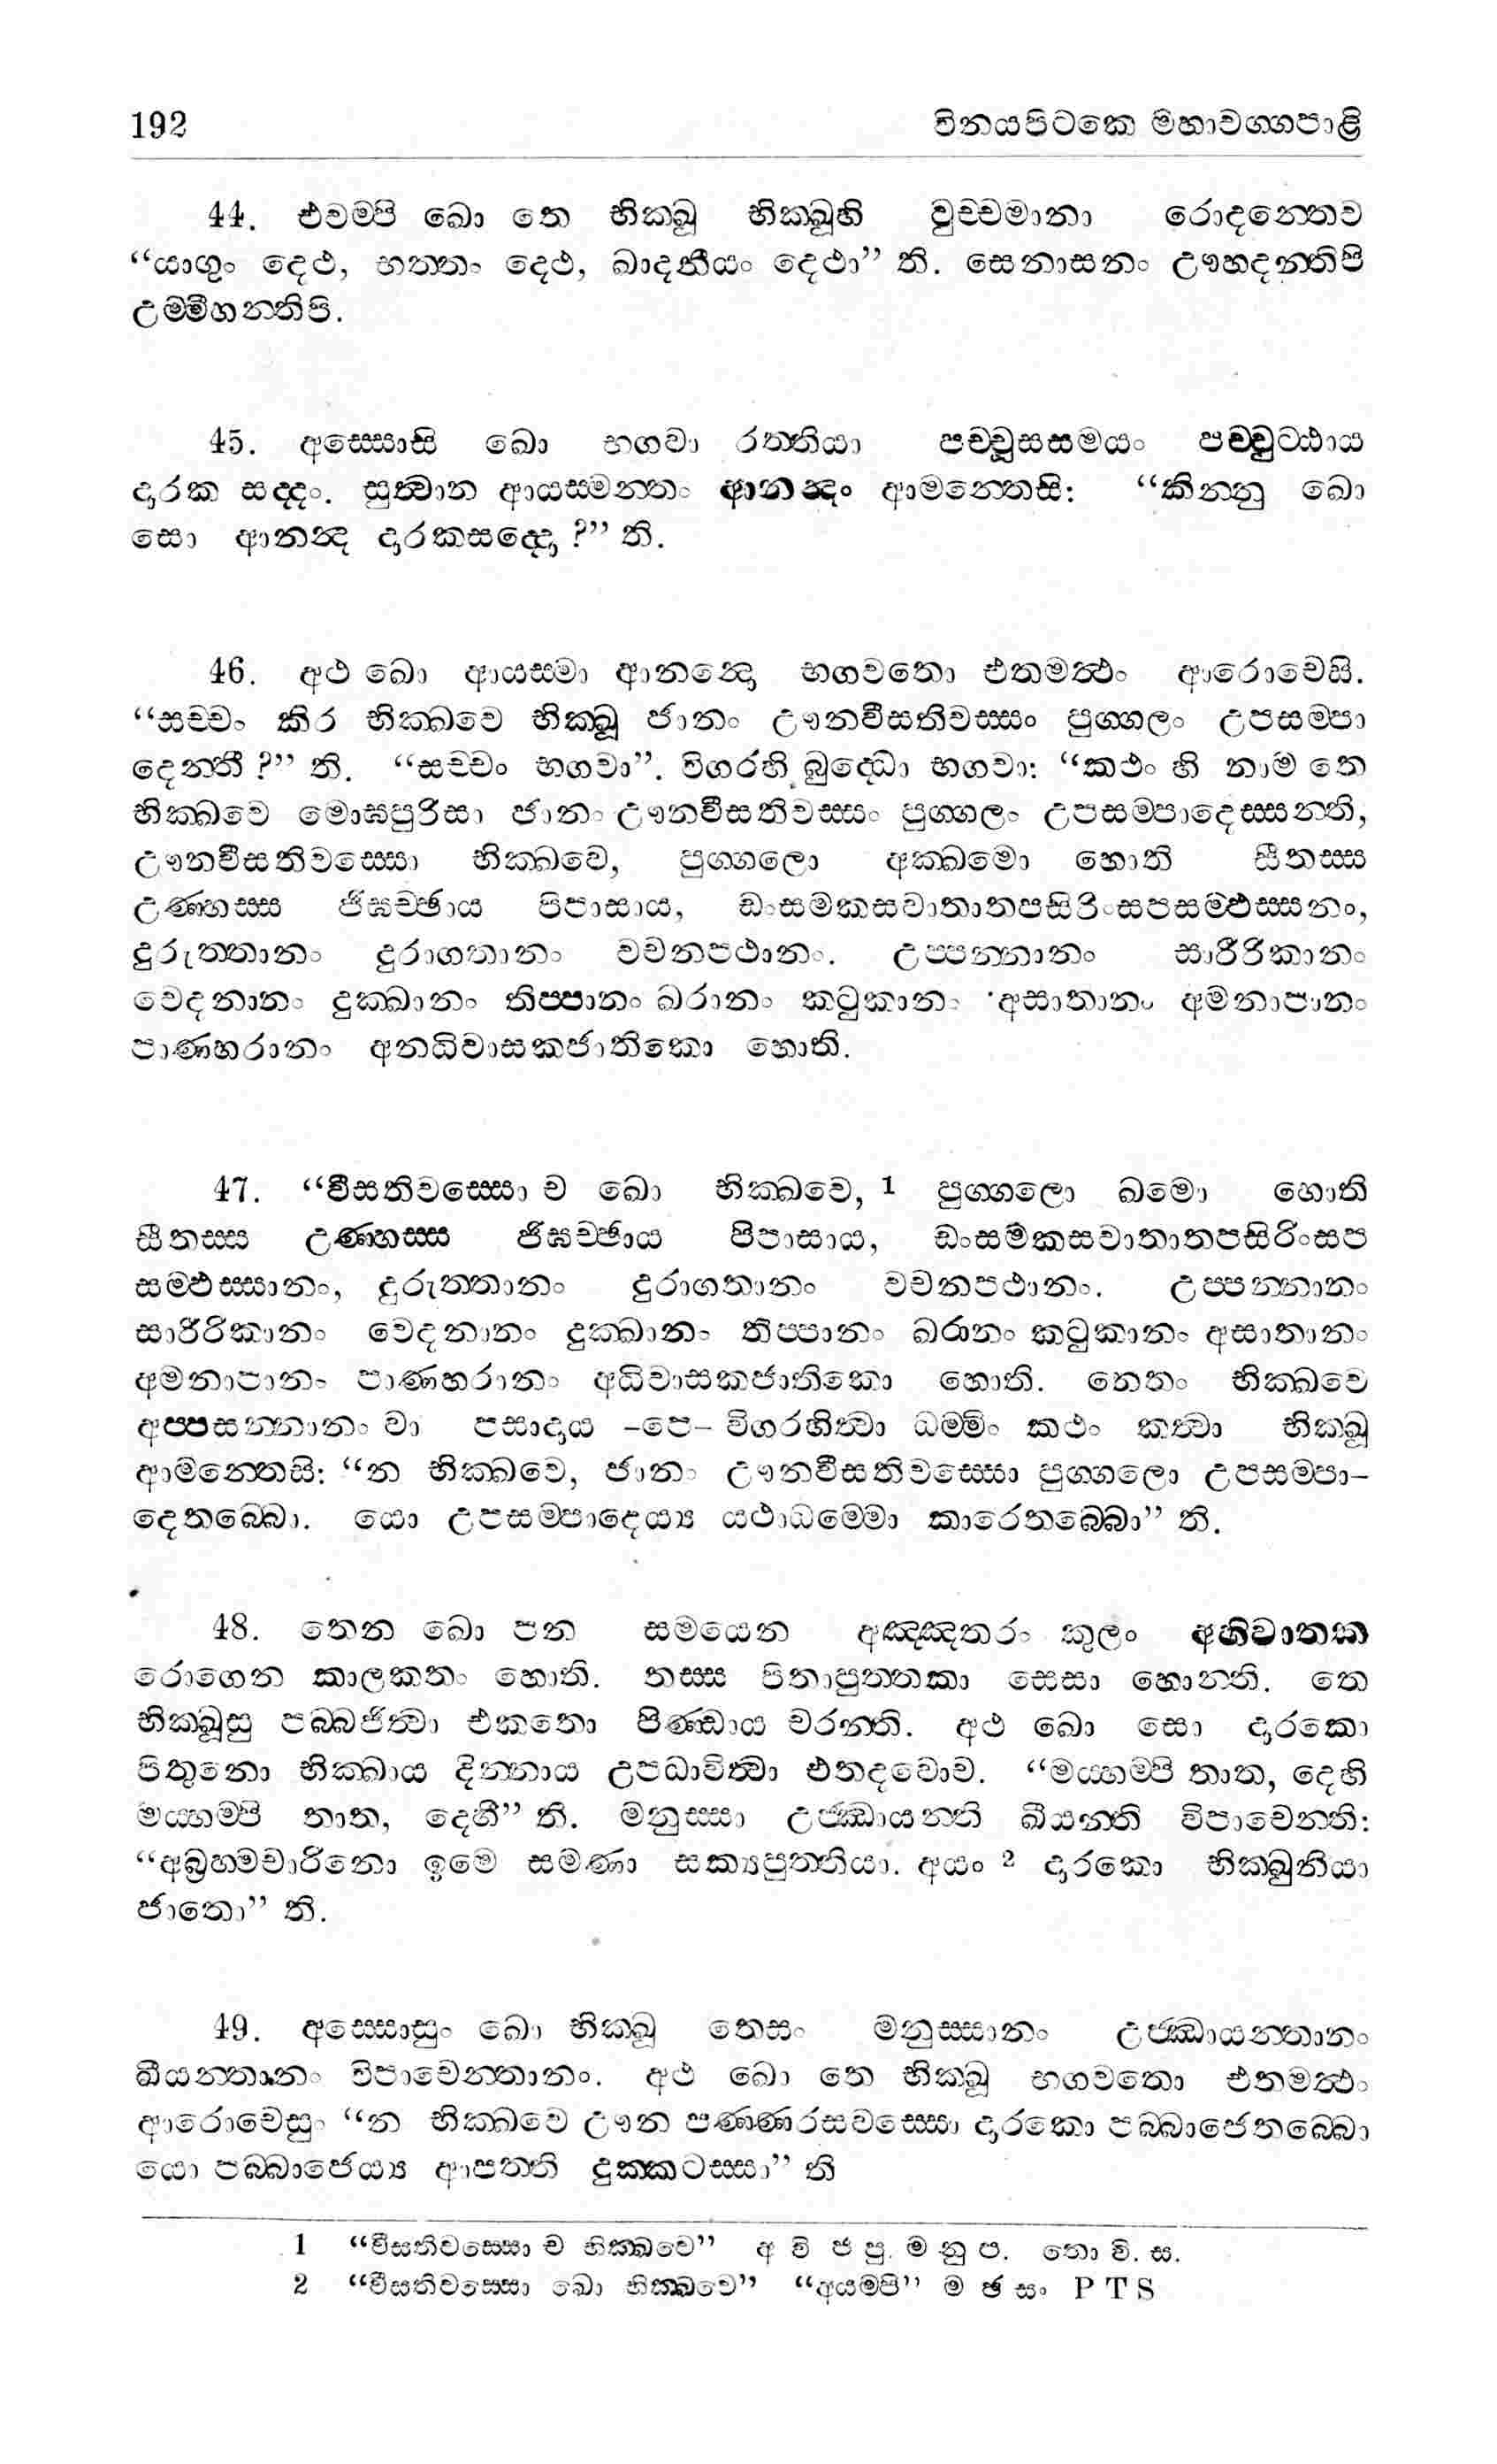 192 විනයපිටකෙ මහාවග්ගපාළි
44. එවම්පි ඛො තෙ භික්ඛූ භික්ඛූහි වුච්චමානා රොදන්තෙව
“යාගුං දෙථ, භත්තං දෙථ, ඛාදනීයං දෙථා” ති. සෙනාසනං ඌහදන්තිපි
උම්මීහන්තිපි.
45. අස්සොසි ඛො භගවා රත්තියා පච්චූසසමයං පච්චුට්ඨාය
දාරක සද්දං. සුත්වාන ආයස්මන්තං ආනන්දං ආමන්තෙසි: “කින්නු ඛො
සො ආනන්ද දාරකසද්දො ?” ති.
46. අථ ඛො ආයස්මා ආනන්දො භගවතො එතමත්ථං ආරොචෙසි.
“සච්චං කිර භික්ඛවෙ භික්ඛූ ජානං ඌනවීසතිවස්සං පුග්ගලං උපසම්පා
දෙන්තී ?” ති. “සච්චං භගවා”. විගරහි බුද්ධො භගවා: “කථං හි නාම තෙ
භික්ඛවෙ මොඝපුරිසා ජානං ඌනවීසතිවස්සං පුග්ගලං උපසම්පාදෙස්සන්ති,
ඌනවීසතිවස්සො භික්ඛවෙ, පුග්ගලො අක්ඛමො හොති සීතස්ස
උණ්හස්ස ජිඝච්ඡාය පිපාසාය, ඩංසමකසවාතාතපසිරිංසපසම්ඵස්සනං,
දුරුත්තානං දුරාගතානං වචනපථානං. උප්පන්නානං සාරීරිකානං
වෙදනානං දුක්ඛානං තිප්පානං ඛරානං කටුකානං අසාතානං අමනාපානං
පාණහරානං අනධිවාසකජාතිකො හොති.
47. “වීසතිවස්සො ච ඛො භික්ඛවෙ, 1 පුග්ගලො ඛමො හොති
සීතස්ස උණ්හස්ස ජිඝච්ඡාය පිපාසාය, ඩංසමකසවාතාතපසිරිංසප
සම්ඵස්සානං, දුරුත්තානං දුරාගතානං වචනපථානං. උප්පන්නානං
සාරීරිකානං වෙදනානං දුක්ඛානං තිප්පානං ඛරානං කටුකානං අසාතානං
අමනාපානං පාණහරානං අධිවාසකජාතිකො හොති. නෙතං භික්ඛවෙ
අප්පසන්නානං වා පසාදාය –පෙ– විගරහිත්වා ධම්මිං කථං කත්වා භික්ඛූ
ආමන්තෙසි: “න භික්ඛවෙ, ජානං ඌනවීසතිවස්සො පුග්ගලො උපසම්පා–
දෙතබ්බො. යො උපසම්පාදෙය්‍ය යථාධම්මො කාරෙතබ්බො” ති.
48. තෙන ඛො පන සමයෙන අඤ්ඤතරං කුලං අහිවාතක
රොගෙන කාලකතං හොති. තස්ස පිතාපුත්තකා සෙසා හොන්ති. තෙ
භික්ඛූසු පබ්බජිත්වා එකතො පිණ්ඩාය චරන්ති. අථ ඛො සො දාරකො
පිතුනො භික්ඛාය දින්නාය උපධාවිත්වා එතදවොච. “මය්හම්පි තාත, දෙහි
මය්හම්පි තාත, දෙහී” ති. මනුස්සා උජ්ඣායන්ති ඛීයන්ති විපාචෙන්ති:
“අබ්‍රහ්මචාරිනො ඉමෙ සමණා සක්‍යපුත්තියා. අයං 2 දාරකො භික්ඛුනියා
ජාතො” ති.
49. අස්සොසුං ඛො භික්ඛූ තෙසං මනුස්සානං උජ්ඣායන්තානං
ඛීයන්තානං විපාචෙන්තානං. අථ ඛො තෙ භික්ඛූ භගවතො එතමත්ථං
ආරොචෙසුං “න භික්ඛවෙ ඌන පණ්ණරසවස්සො දාරකො පබ්බාජෙතබ්බො
යො පබ්බාජෙය්‍ය ආපත්ති දුක්කටස්සා” ති
1 “වීසතිවස්සො ච භික්ඛවෙ” අ වි ජ පු. ම නු ප. තො වි. ස.
2 “වීසතිවස්සො ඛො භික්ඛවෙ” “අයම්පි” ම ඡ සං P T S